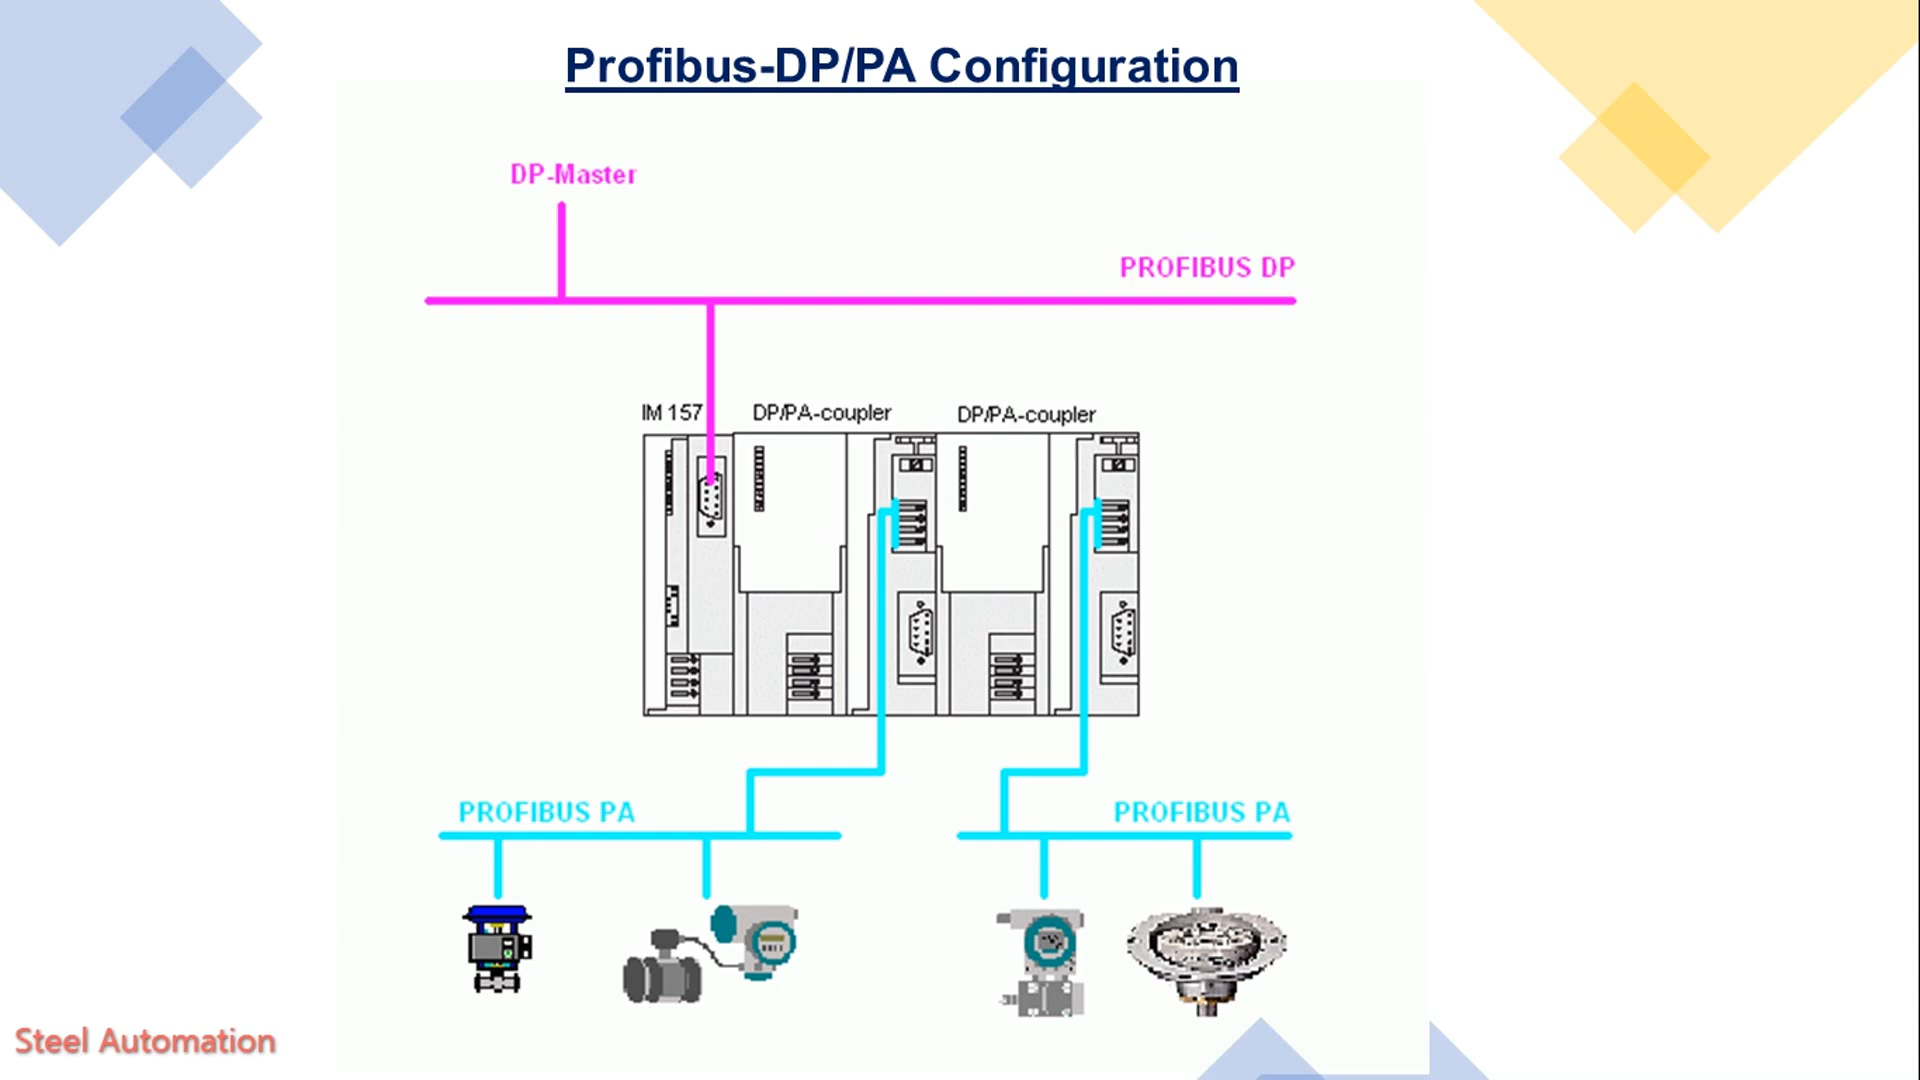 Profibus-DP/PA Configuration
DP-Master
PROFIBUS DP
IM 157
DP/PA-coupler
DP/PA-coupler
PROFIBUS PA
PROFIBUS PA
Steel Automation